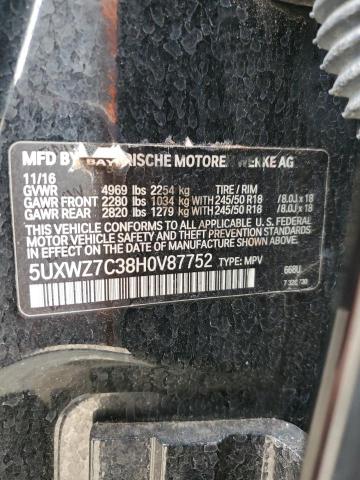 MFD BY BAYERISCHE MOTOREN WERKE AG
11/16
GVWR 4969 lbs 2254 kg TIRE / RIM
GAWR FRONT 2280 lbs 1034 kg WITH 245/50 R18 / 8.0J x 18
GAWR REAR 2820 lbs 1279 kg WITH 245/50 R18 / 8.0J x 18
THIS VEHICLE CONFORMS TO ALL APPLICABLE U. S. FEDERAL
MOTOR VEHICLE SAFETY AND THEFT PREVENTION STANDARDS
IN EFFECT ON THE DATE OF MANUFACTURE SHOWN ABOVE.
5UXWZ7C38H0V87752 TYPE: MPV
668U